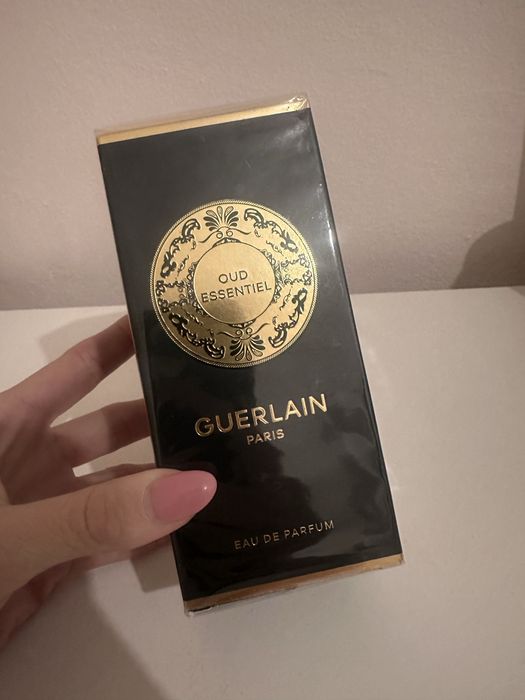 OUD
ESSENTIEL
GUERLAIN
PARIS
EAU DE PARFUM